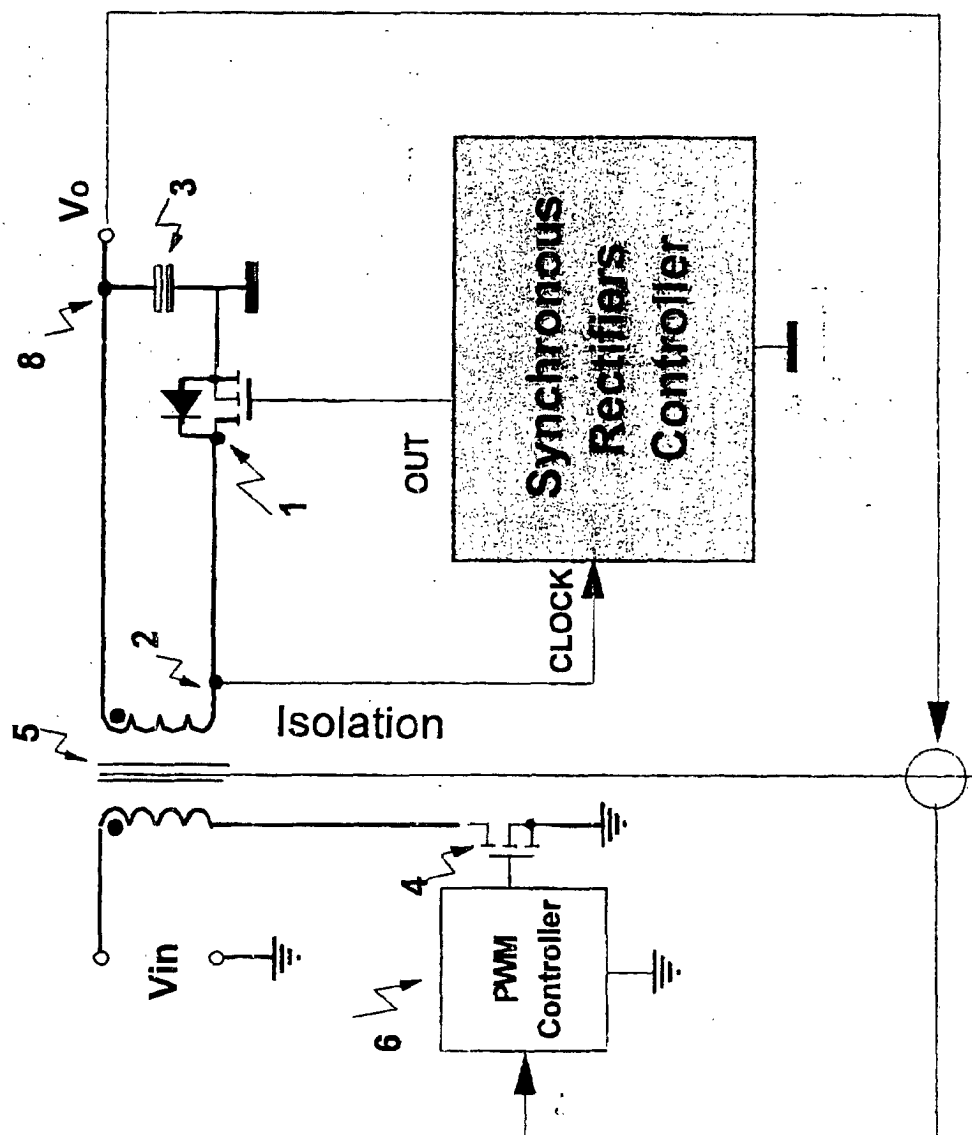 Vin
6
PWM
Controller
4
5
Isolation
2
CLOCK
OUT
1
8
3
Vo
Synchronous
Rectifiers
Controller